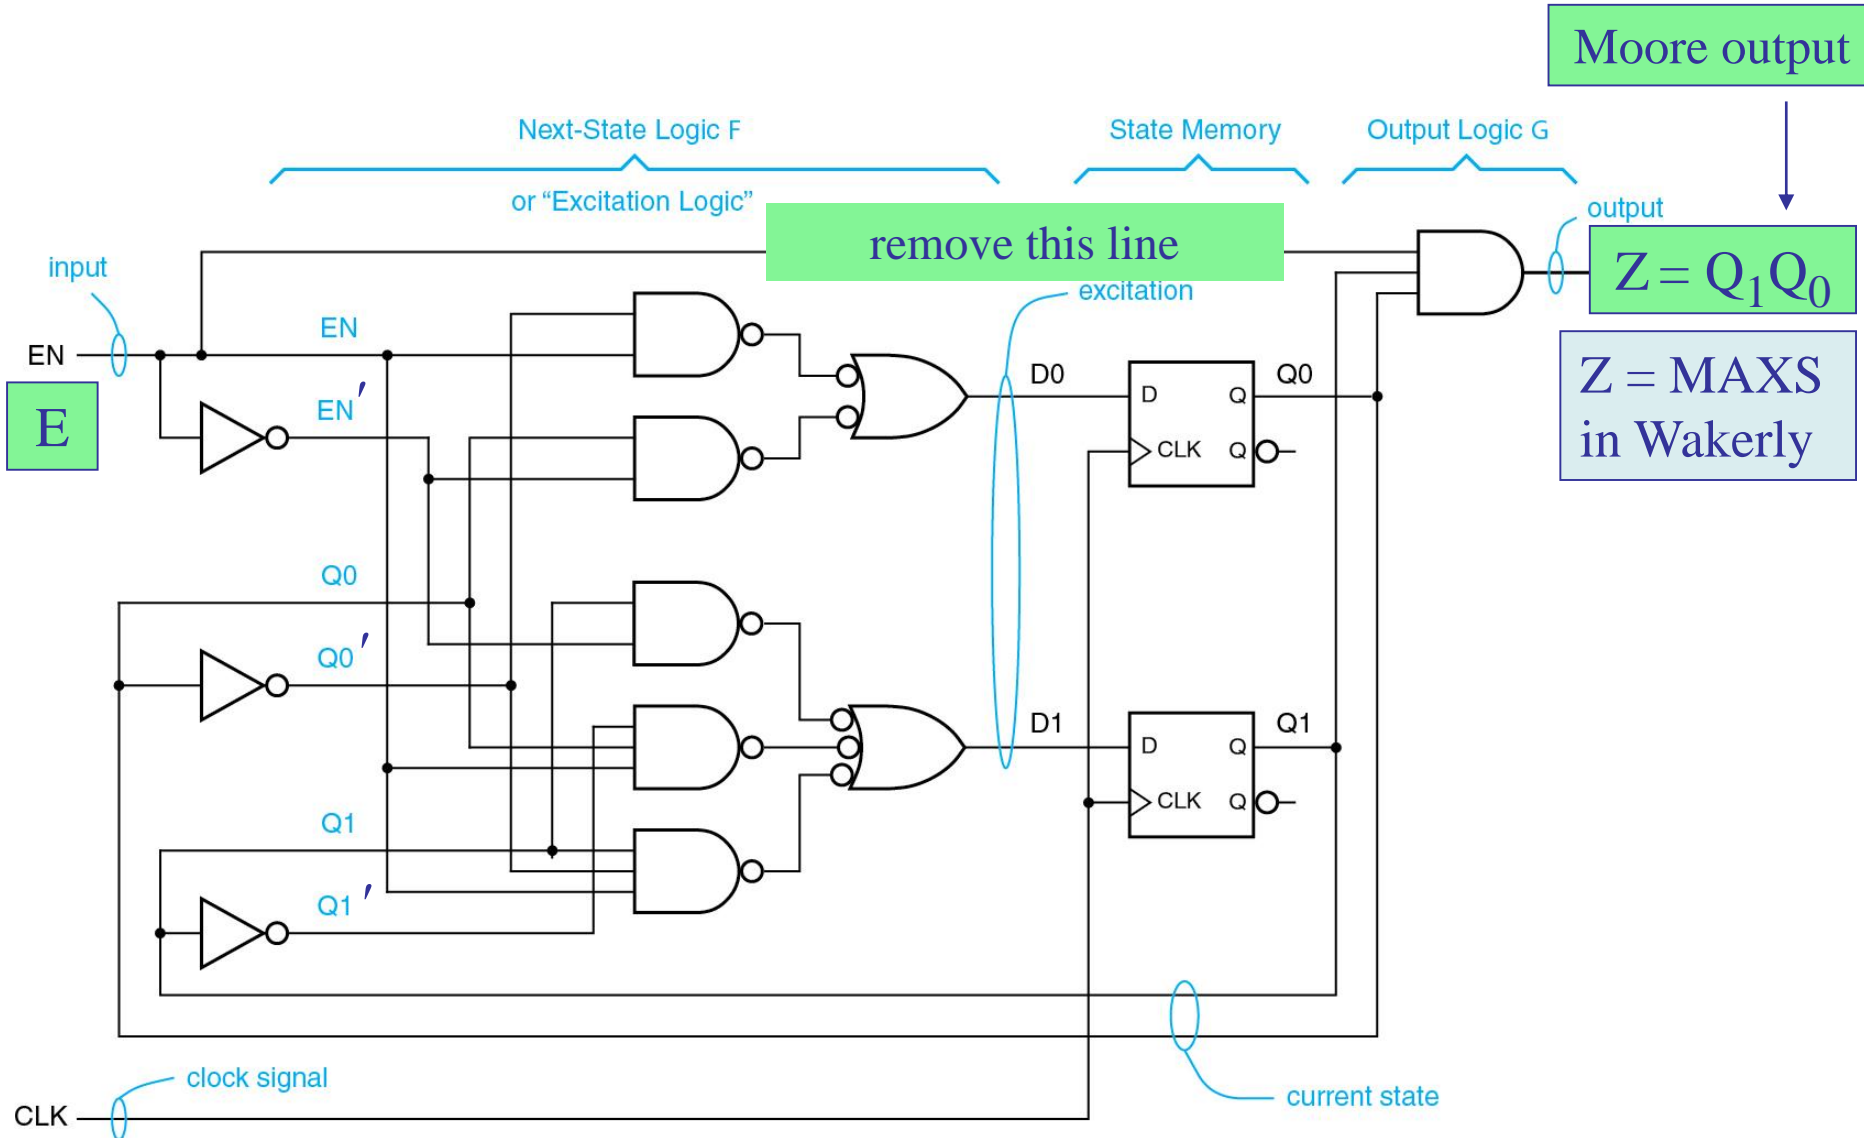 Moore output
Next-State Logic F
State Memory
Output Logic G
or “Excitation Logic”
output
remove this line
input
Z = Q₁Q₀
excitation
EN
EN
E
EN′
Z = MAXS
in Wakerly
D0
D Q
CLK Q
Q0
Q0
Q0′
D1
D Q
CLK Q
Q1
Q1
Q1′
clock signal
current state
CLK